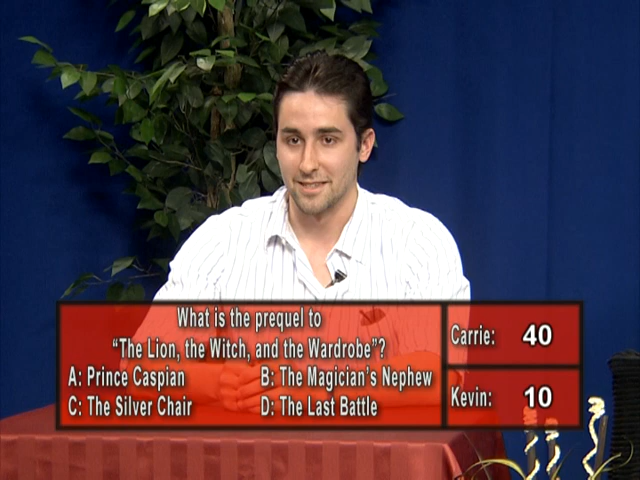 What is the prequel to
“The Lion, the Witch, and the Wardrobe”?
A: Prince Caspian
B: The Magician's Nephew
C: The Silver Chair
D: The Last Battle
Carrie: 40
Kevin: 10